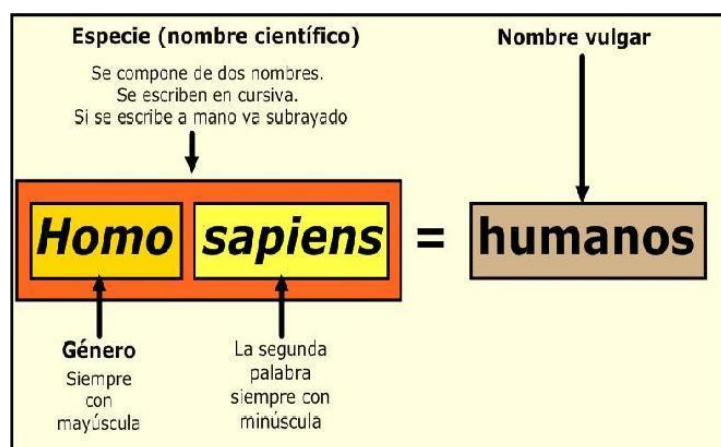 Especie (nombre científico)
Se compone de dos nombres.
Se escriben en cursiva.
Si se escribe a mano va subrayado
Nombre vulgar
Homo sapiens = humanos
Género
Siempre
con
mayúscula
La segunda
palabra
siempre con
minúscula